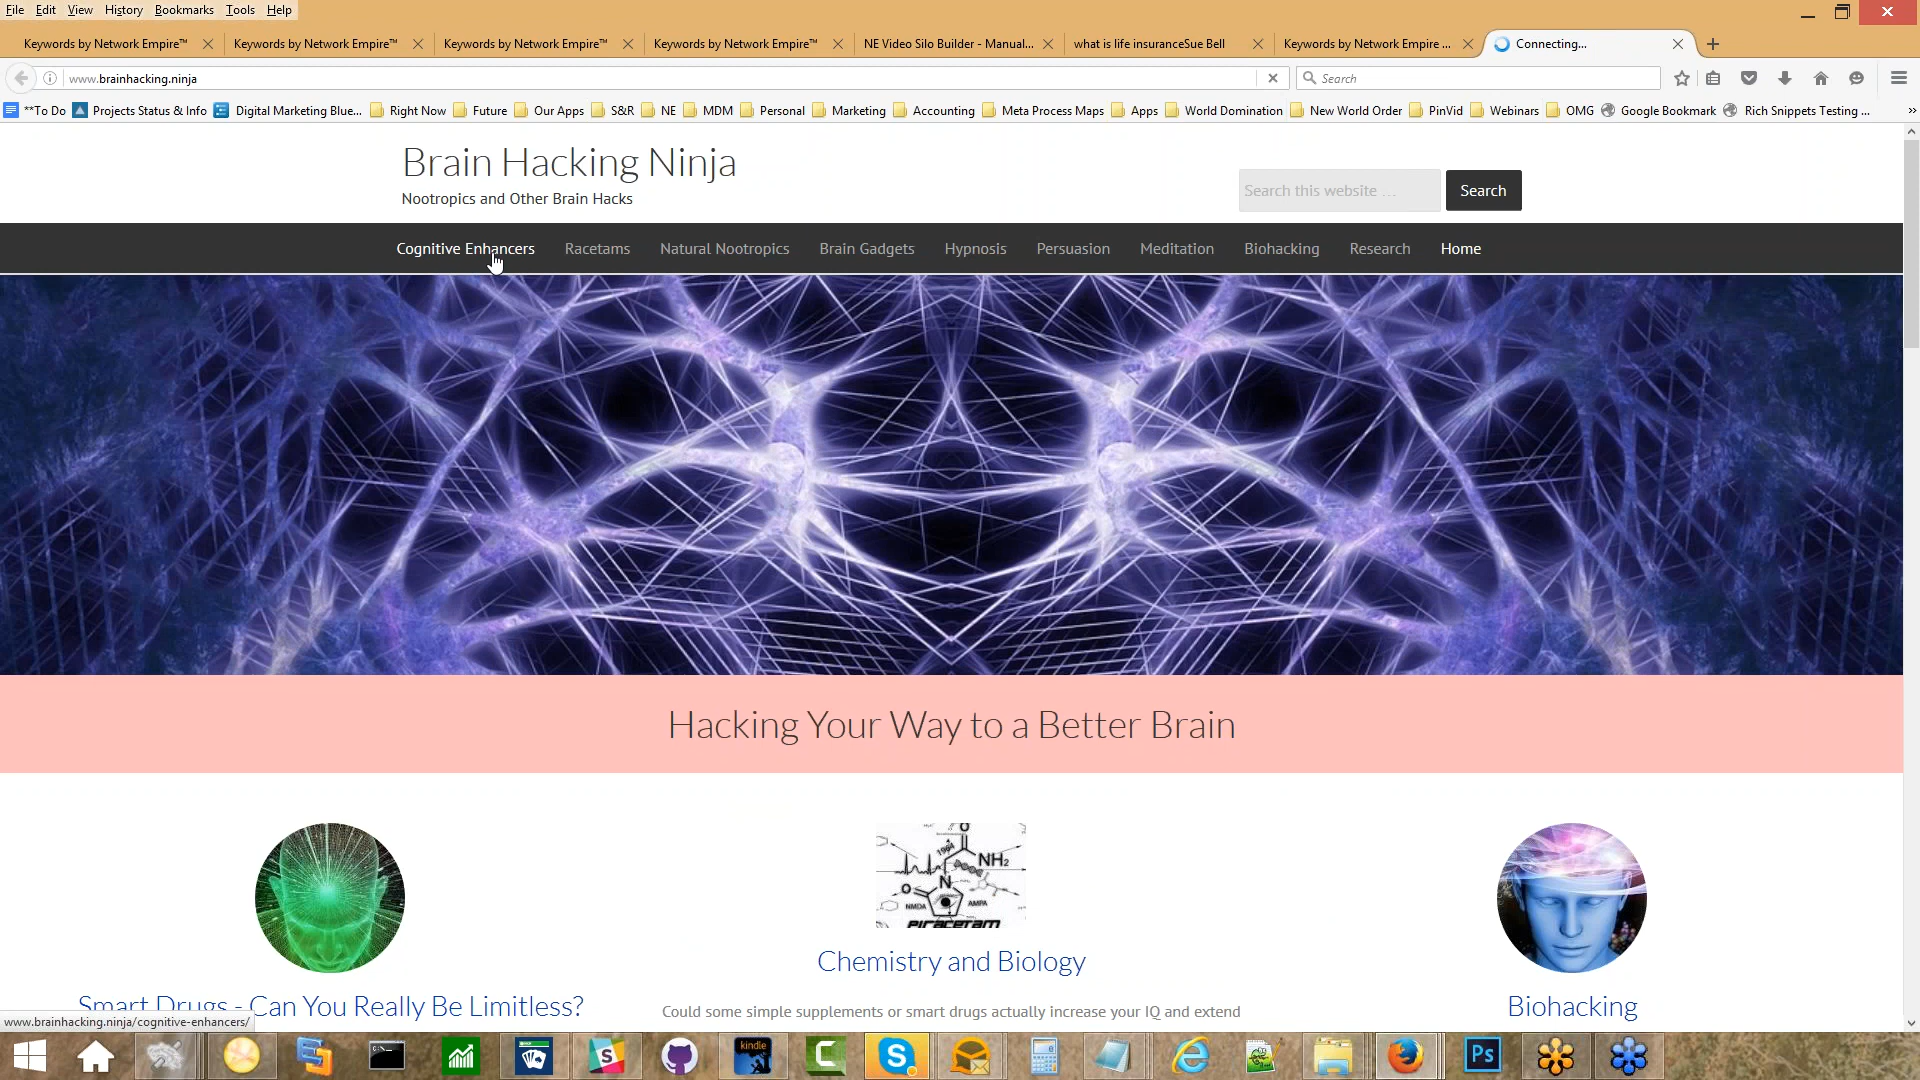 File Edit View History Bookmarks Tools Help
Keywords by Network Empire™ Keywords by Network Empire™ Keywords by Network Empire™ Keywords by Network Empire™ NE Video Silo Builder - Manual... what is life insuranceSue Bell Keywords by Network Empire ... Connecting...
www.brainhacking.ninja Search
**To Do Projects Status & Info Digital Marketing Blue... Right Now Future Our Apps S&R NE MDM Personal Marketing Accounting Meta Process Maps Apps World Domination New World Order PinVid Webinars OMG Google Bookmark Rich Snippets Testing ...
Brain Hacking Ninja
Nootropics and Other Brain Hacks
Search this website ... Search
Cognitive Enhancers Racetams Natural Nootropics Brain Gadgets Hypnosis Persuasion Meditation Biohacking Research Home
Hacking Your Way to a Better Brain
1994
NH₂
N
O
NMDA AMPA
PIRACETAM
Chemistry and Biology
Smart Drugs - Can You Really Be Limitless?
Could some simple supplements or smart drugs actually increase your IQ and extend
Biohacking
www.brainhacking.ninja/cognitive-enhancers/
kindle
Ps